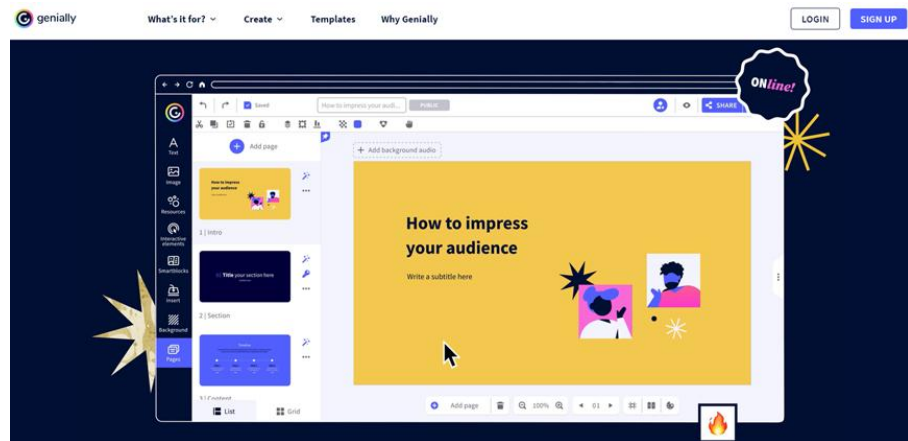 genially
What's it for?
Create
Templates
Why Genially
LOGIN
SIGN UP
ONline!
Saved
How to impress your audi...
PUBLIC
SHARE
Text
Image
Resources
Interactive
elements
Smartblocks
Insert
Background
Pages
Add page
How to impress
your audience
1 | Intro
Title your section here
2 | Section
3 | Content
List
Grid
+ Add background audio
How to impress
your audience
Write a subtitle here
Add page
100%
01